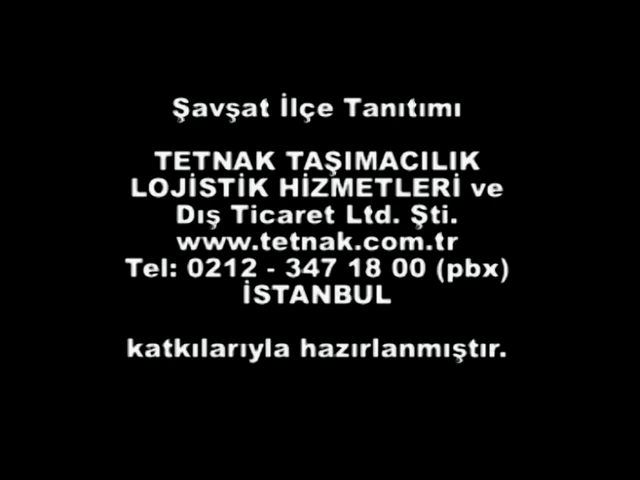 Şavşat İlçe Tanıtımı
TETNAK TAŞIMACILIK
LOJİSTİK HİZMETLERİ ve
Dış Ticaret Ltd. Şti.
www.tetnak.com.tr
Tel: 0212 - 347 18 00 (pbx)
İSTANBUL
katkılarıyla hazırlanmıştır.